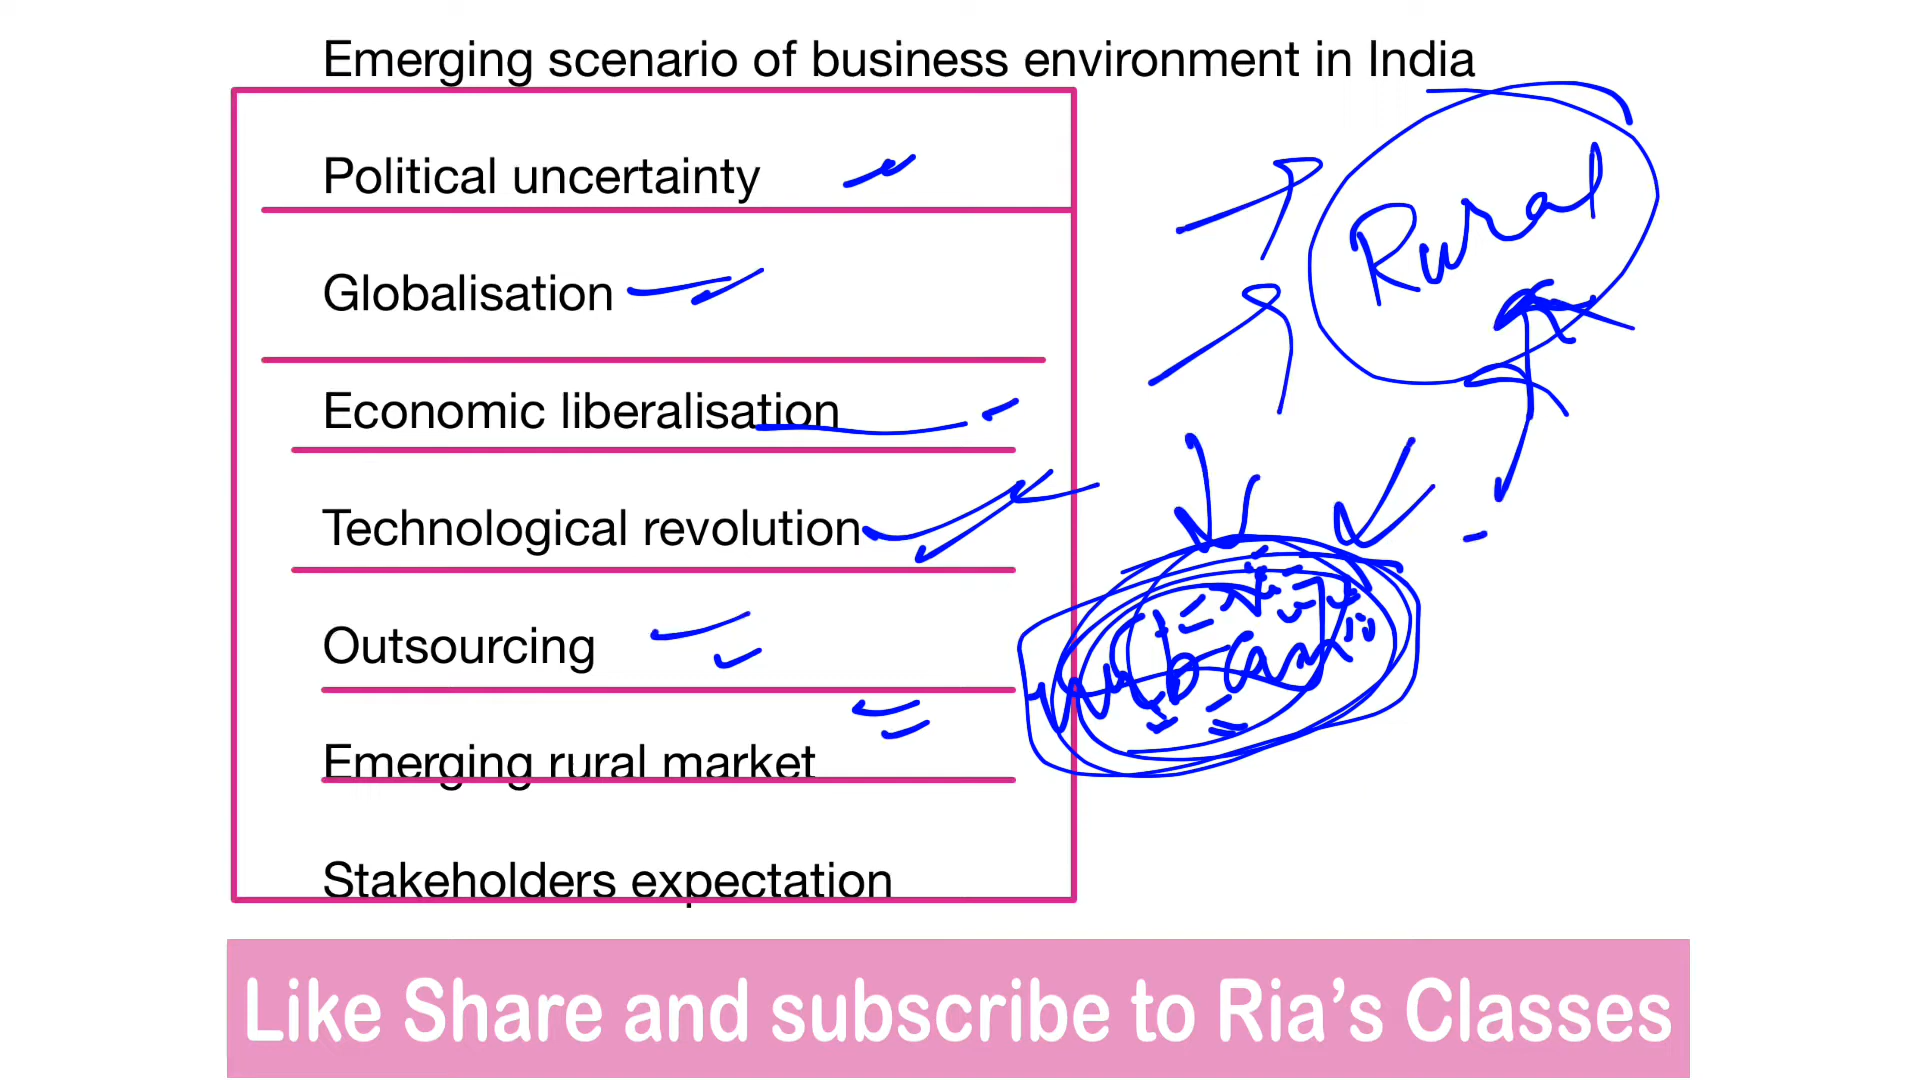 Emerging scenario of business environment in India
Political uncertainty
Globalisation
Economic liberalisation
Technological revolution
Outsourcing
Emerging rural market
Stakeholders expectation
Rural
urban
Like Share and subscribe to Ria's Classes